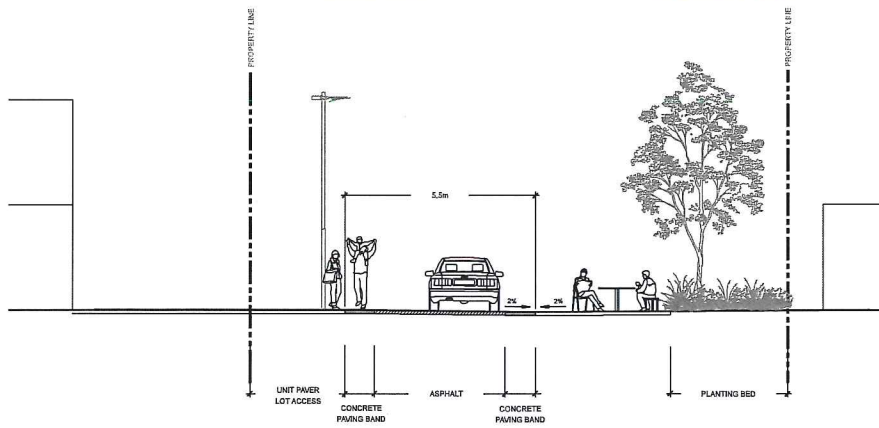 PROPERTY LINE
PROPERTY LINE
5.5m
2%
2%
UNIT PAVER
LOT ACCESS
CONCRETE
PAVING BAND
ASPHALT
CONCRETE
PAVING BAND
PLANTING BED